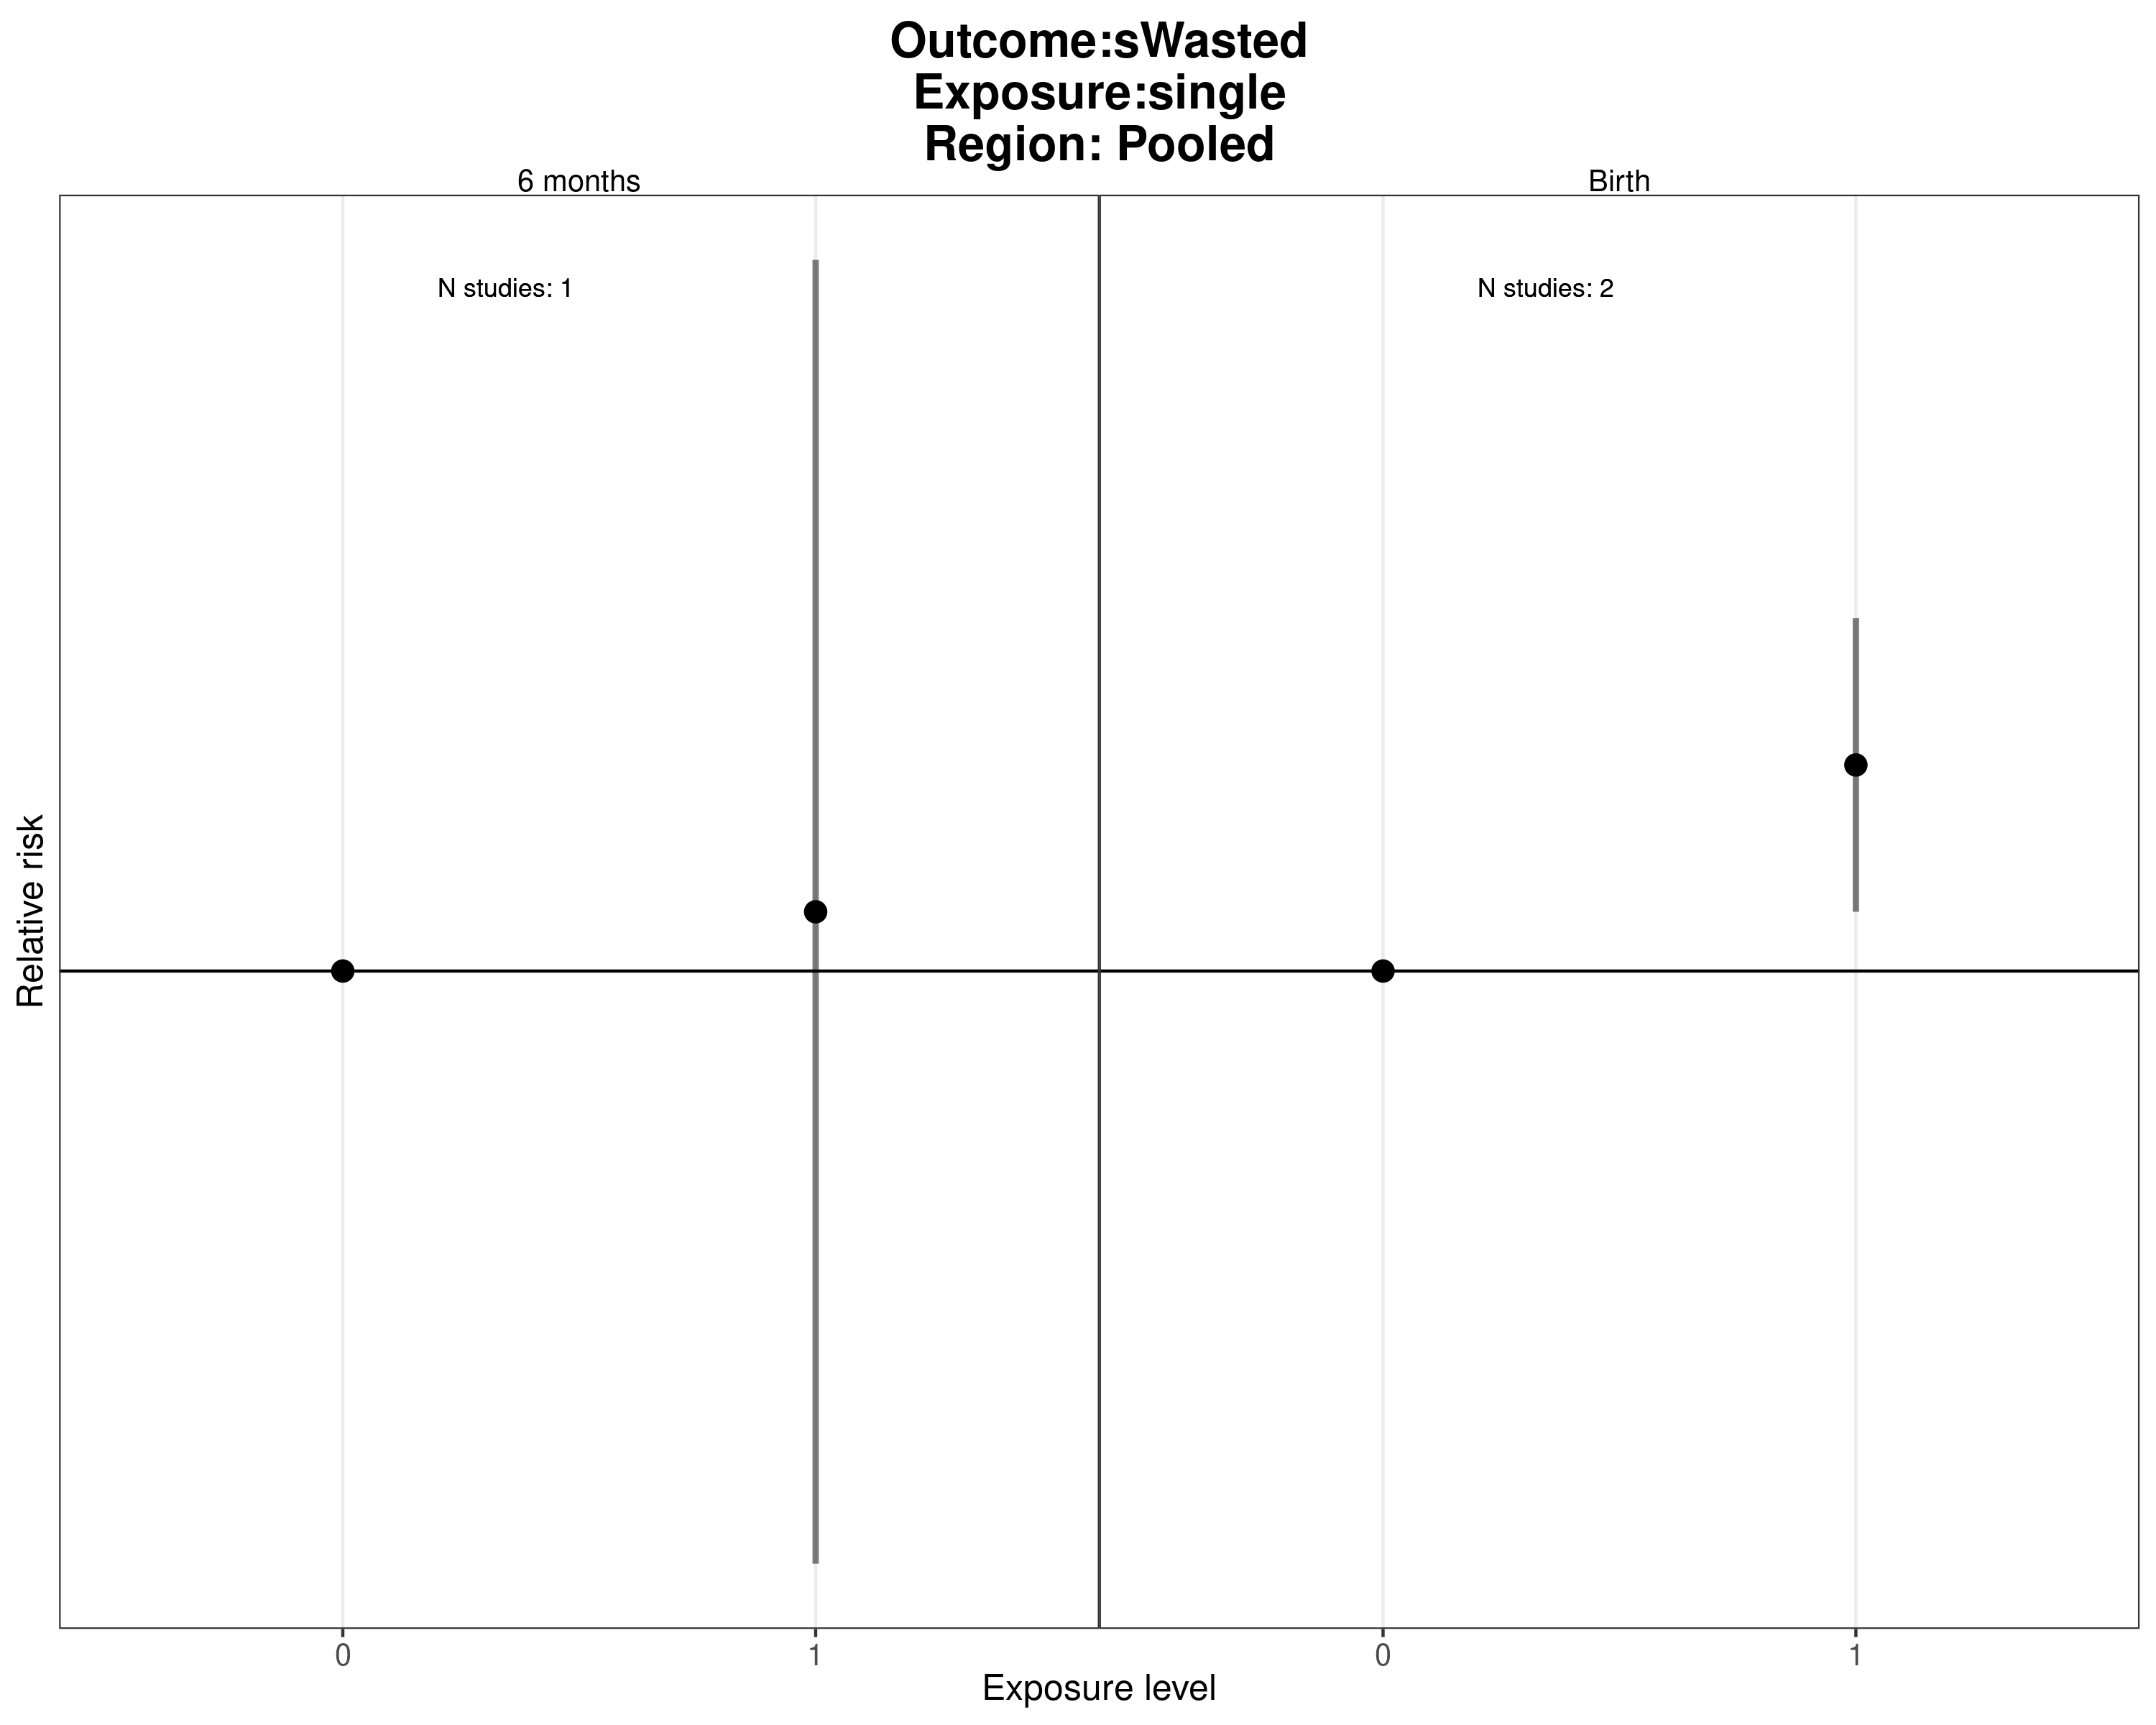 Outcome:sWasted
Exposure:single
Region: Pooled
6 months
Birth
N studies: 1
N studies: 2
Relative risk
0
1
0
1
Exposure level